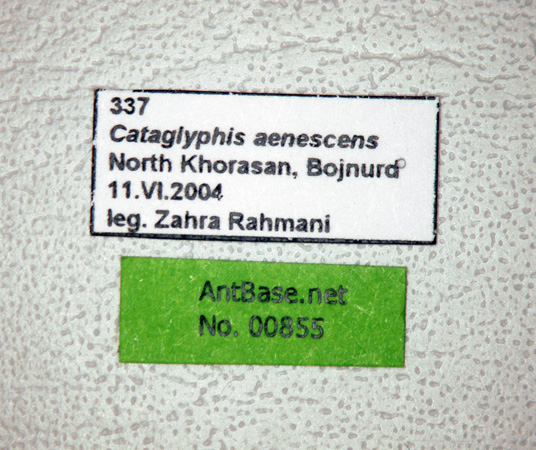 337
Cataglyphis aenescens
North Khorasan, Bojnurd
11.VI.2004
leg. Zahra Rahmani
AntBase.net
No. 00855